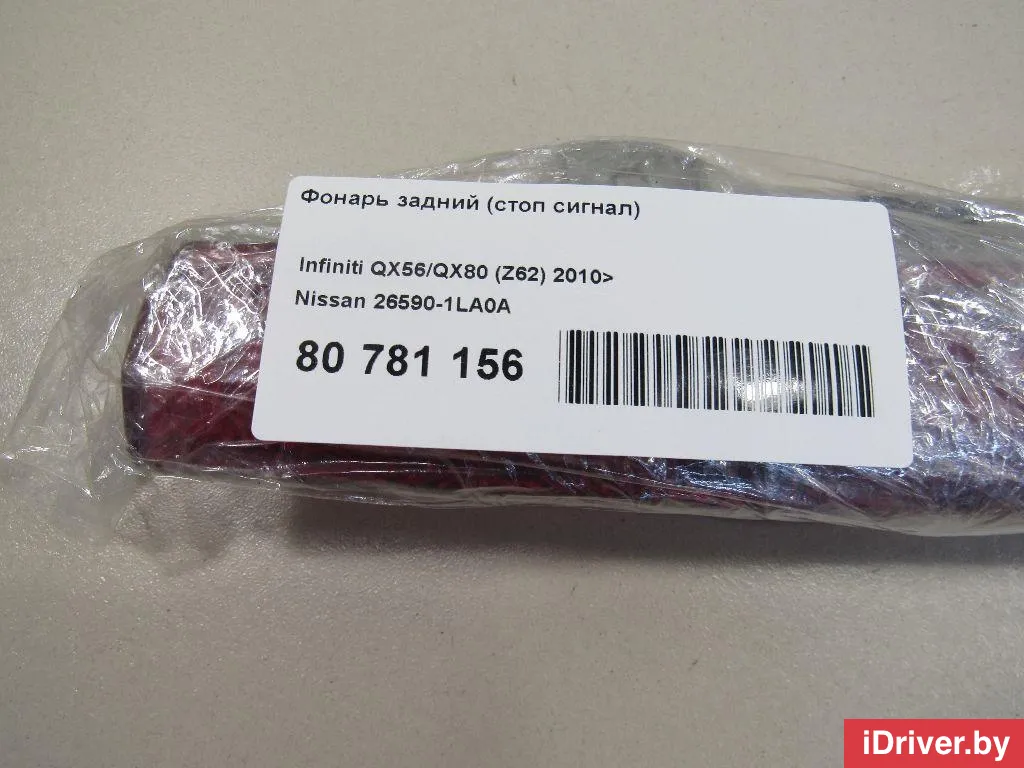 Фонарь задний (стоп сигнал)
Infiniti QX56/QX80 (Z62) 2010>
Nissan 26590-1LA0A
80 781 156
iDriver.by